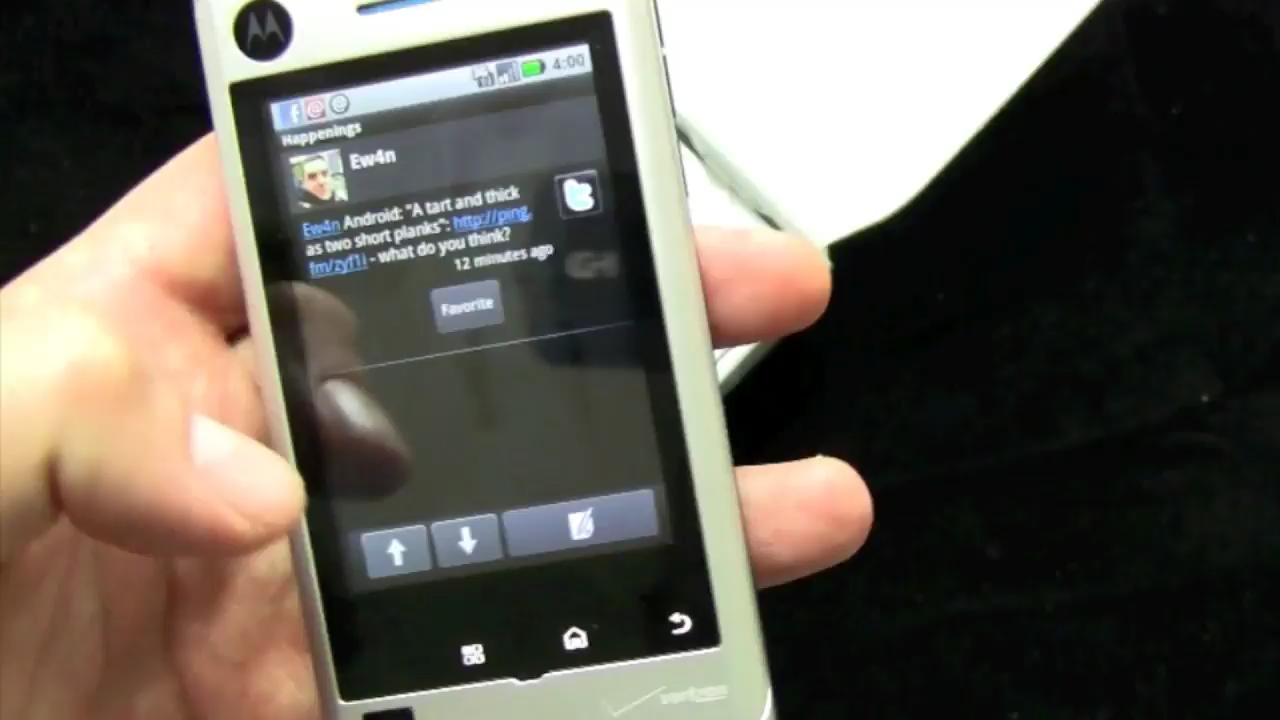 4:00
Happenings
Ew4n
Ew4n Android: "A tart and thick
as two short planks": http://ping.
fm/zyf1i - what do you think?
12 minutes ago
Favorite
verizon